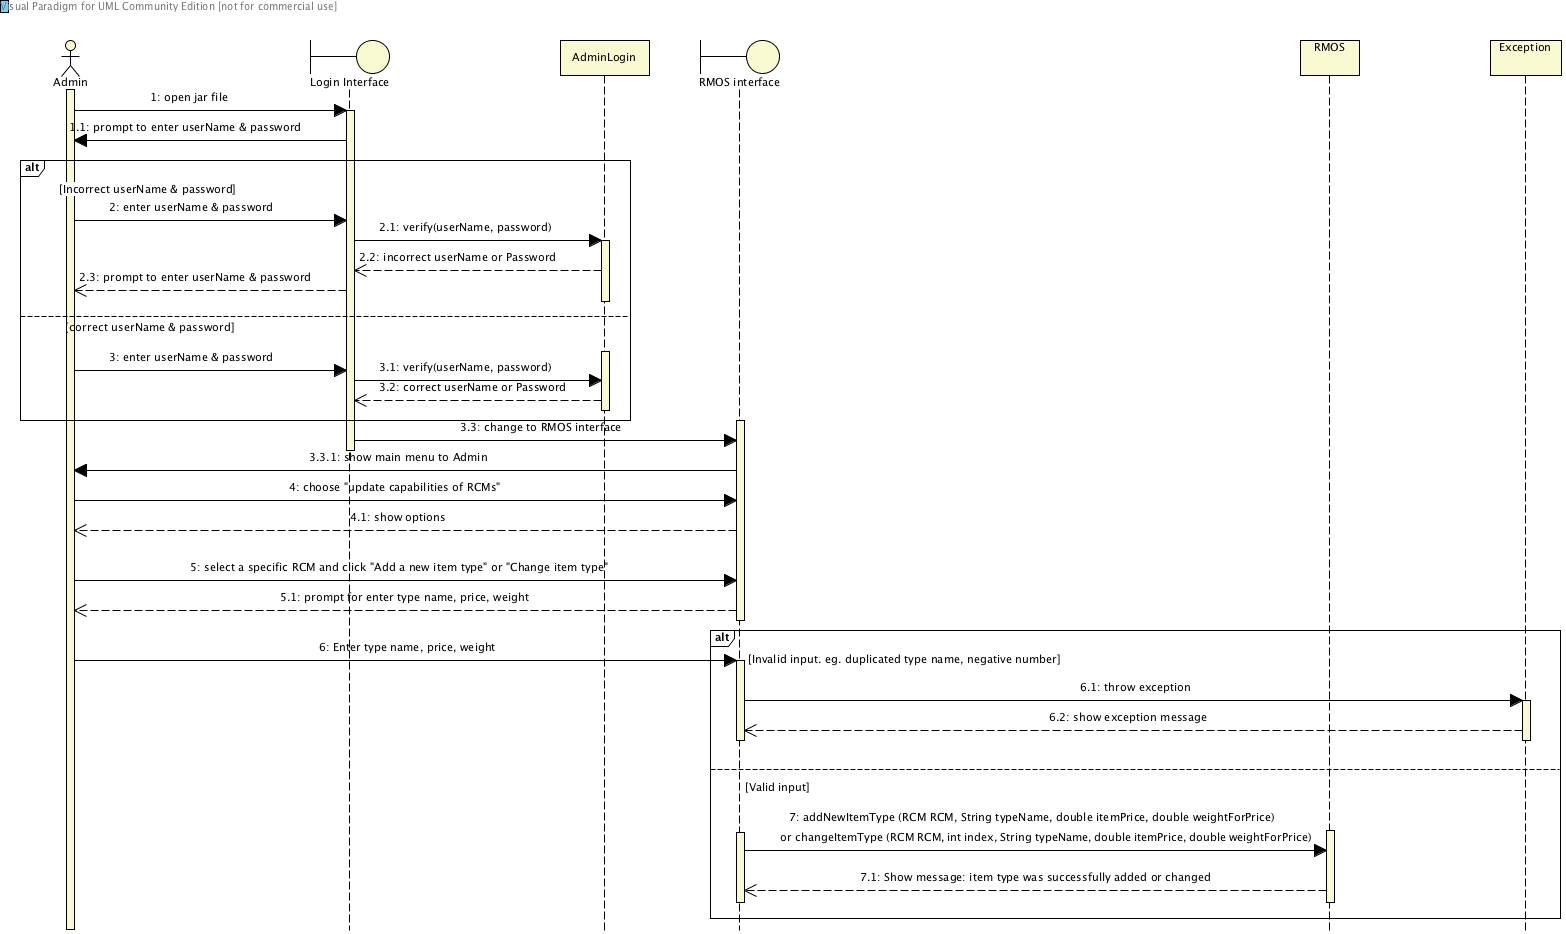 Visual Paradigm for UML Community Edition [not for commercial use]
Admin
Login Interface
AdminLogin
RMOS interface
RMOS
Exception
1: open jar file
1.1: prompt to enter userName & password
alt
[Incorrect userName & password]
2: enter userName & password
2.1: verify(userName, password)
2.2: incorrect userName or Password
2.3: prompt to enter userName & password
[correct userName & password]
3: enter userName & password
3.1: verify(userName, password)
3.2: correct userName or Password
3.3: change to RMOS interface
3.3.1: show main menu to Admin
4: choose "update capabilities of RCMs"
4.1: show options
5: select a specific RCM and click "Add a new item type" or "Change item type"
5.1: prompt for enter type name, price, weight
alt
6: Enter type name, price, weight
[Invalid input. eg. duplicated type name, negative number]
6.1: throw exception
6.2: show exception message
[Valid input]
7: addNewItemType (RCM RCM, String typeName, double itemPrice, double weightForPrice)
or changeItemType (RCM RCM, int index, String typeName, double itemPrice, double weightForPrice)
7.1: Show message: item type was successfully added or changed